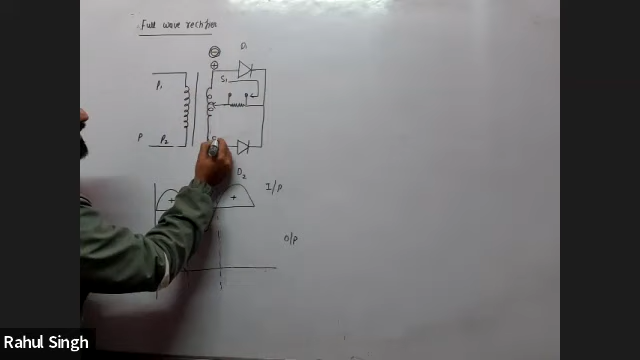 Full wave rectifier
⊖
⊕
D1
P1
S1
P
P2
D2
+
+
I/P
O/P
Rahul Singh